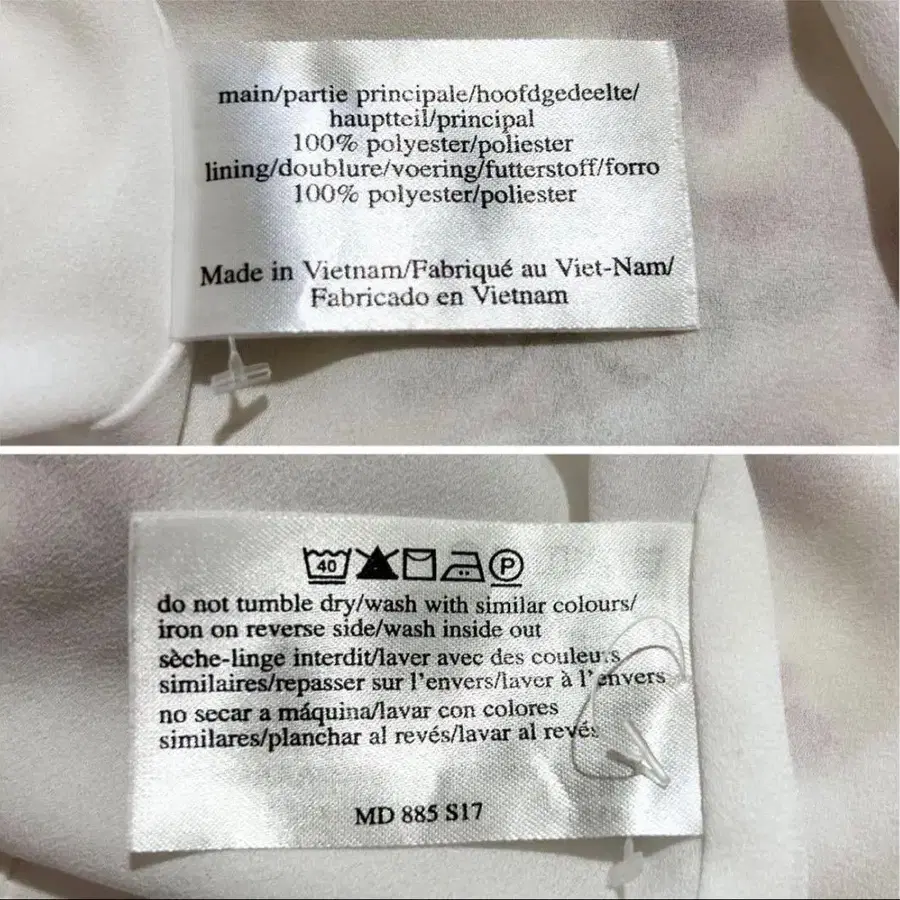 main/partie principale/hoofdgedeelte/
hauptteil/principal
100% polyester/poliester
lining/doublure/voering/futterstoff/forro
100% polyester/poliester
Made in Vietnam/Fabriqué au Viet-Nam/
Fabricado en Vietnam
40 P
do not tumble dry/wash with similar colours/
iron on reverse side/wash inside out
sèche-linge interdit/laver avec des couleurs
similaires/repasser sur l'envers/laver à l'envers
no secar a máquina/lavar con colores
similares/planchar al revés/lavar al revés
MD 885 S17